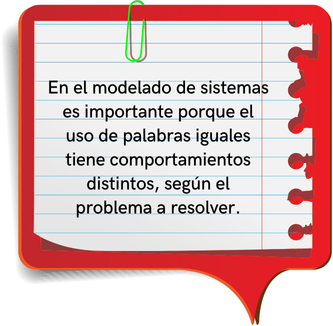 En el modelado de sistemas
es importante porque el
uso de palabras iguales
tiene comportamientos
distintos, según el
problema a resolver.